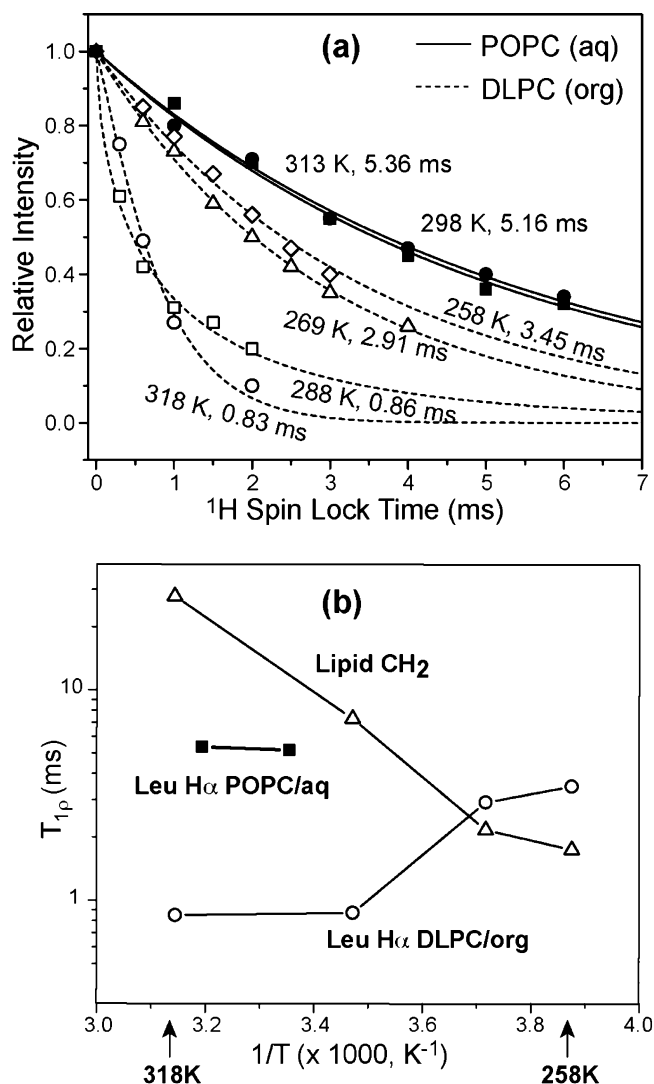 (a)
POPC (aq)
DLPC (org)
1.0
0.8
0.6
0.4
0.2
0.0
Relative Intensity
313 K, 5.36 ms
298 K, 5.16 ms
258 K, 3.45 ms
269 K, 2.91 ms
288 K, 0.86 ms
318 K, 0.83 ms
0 1 2 3 4 5 6 7
¹H Spin Lock Time (ms)
(b)
Lipid CH₂
10
1
T₁ρ (ms)
Leu Hα POPC/aq
Leu Hα DLPC/org
3.0 3.2 3.4 3.6 3.8 4.0
1/T (x 1000, K⁻¹)
318K 258K